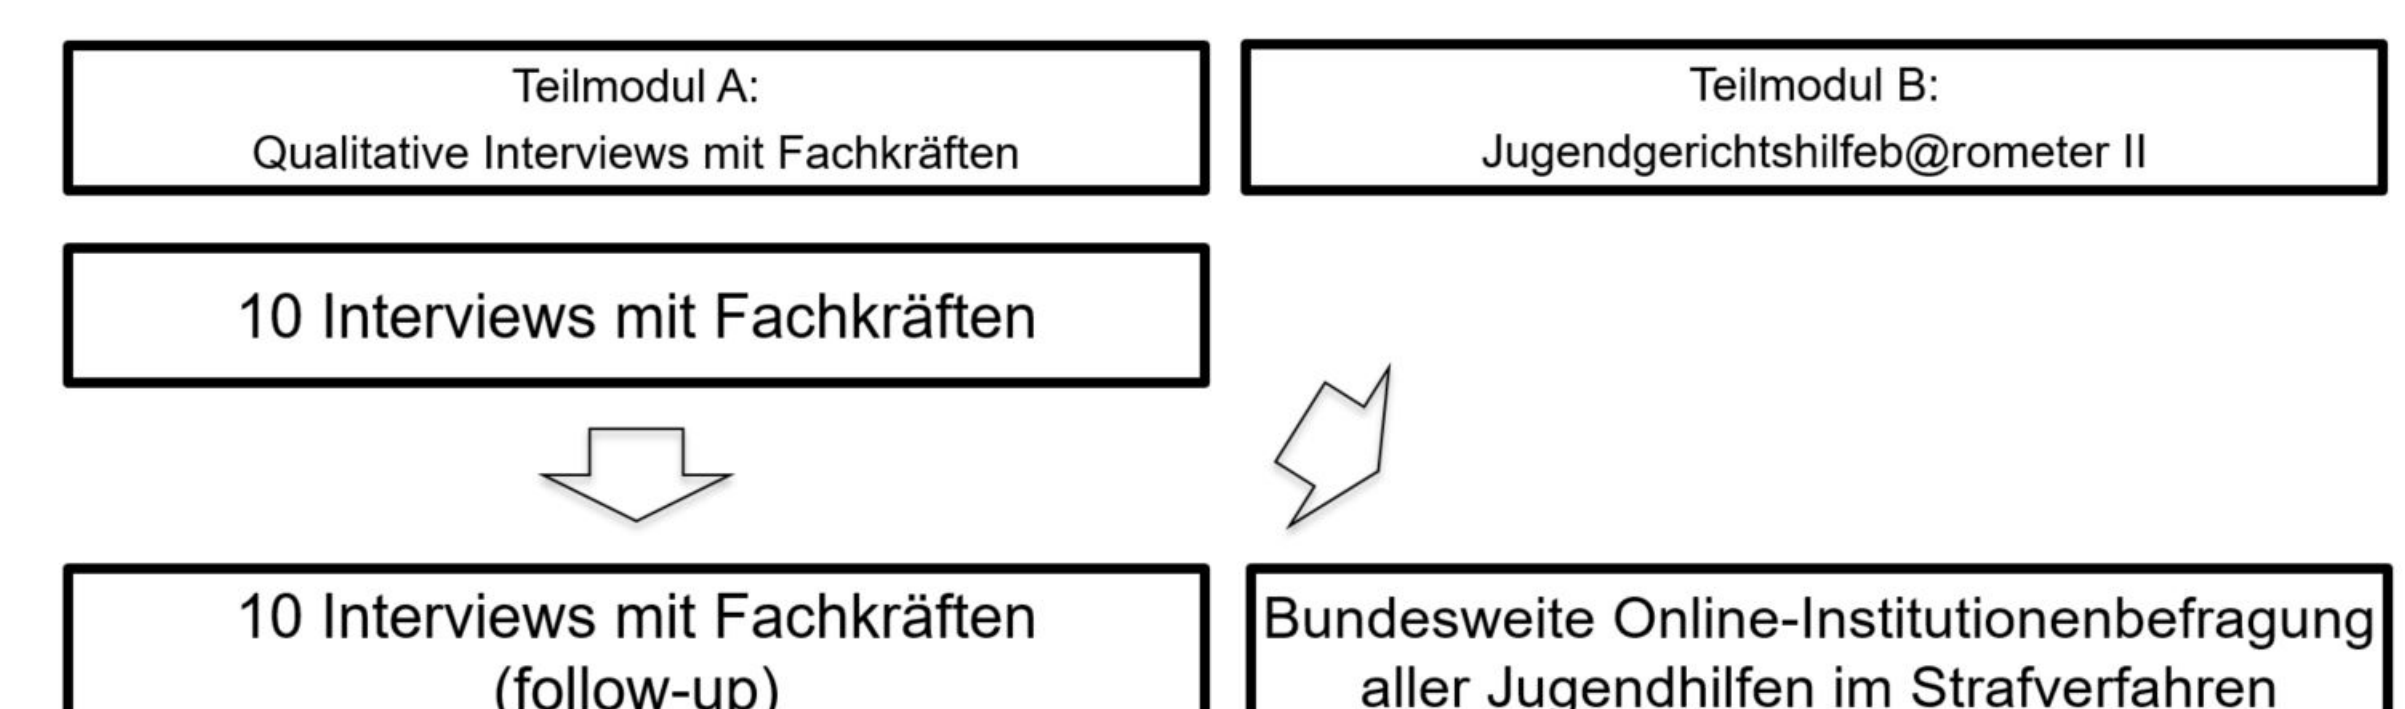 Teilmodul A:
Qualitative Interviews mit Fachkräften
Teilmodul B:
Jugendgerichtshilfeb@rometer II
10 Interviews mit Fachkräften
10 Interviews mit Fachkräften
(follow-up)
Bundesweite Online-Institutionenbefragung
aller Jugendhilfen im Strafverfahren